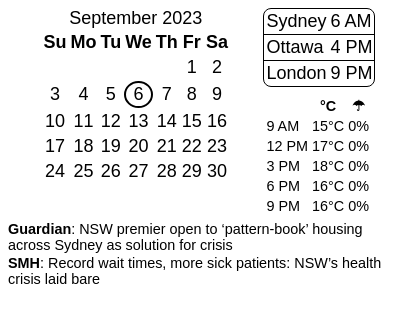 September 2023
Su Mo Tu We Th Fr Sa
1 2
3 4 5 6 7 8 9
10 11 12 13 14 15 16
17 18 19 20 21 22 23
24 25 26 27 28 29 30
Sydney 6 AM
Ottawa 4 PM
London 9 PM
°C ☂
9 AM 15°C 0%
12 PM 17°C 0%
3 PM 18°C 0%
6 PM 16°C 0%
9 PM 16°C 0%
Guardian: NSW premier open to ‘pattern-book’ housing
across Sydney as solution for crisis
SMH: Record wait times, more sick patients: NSW’s health
crisis laid bare